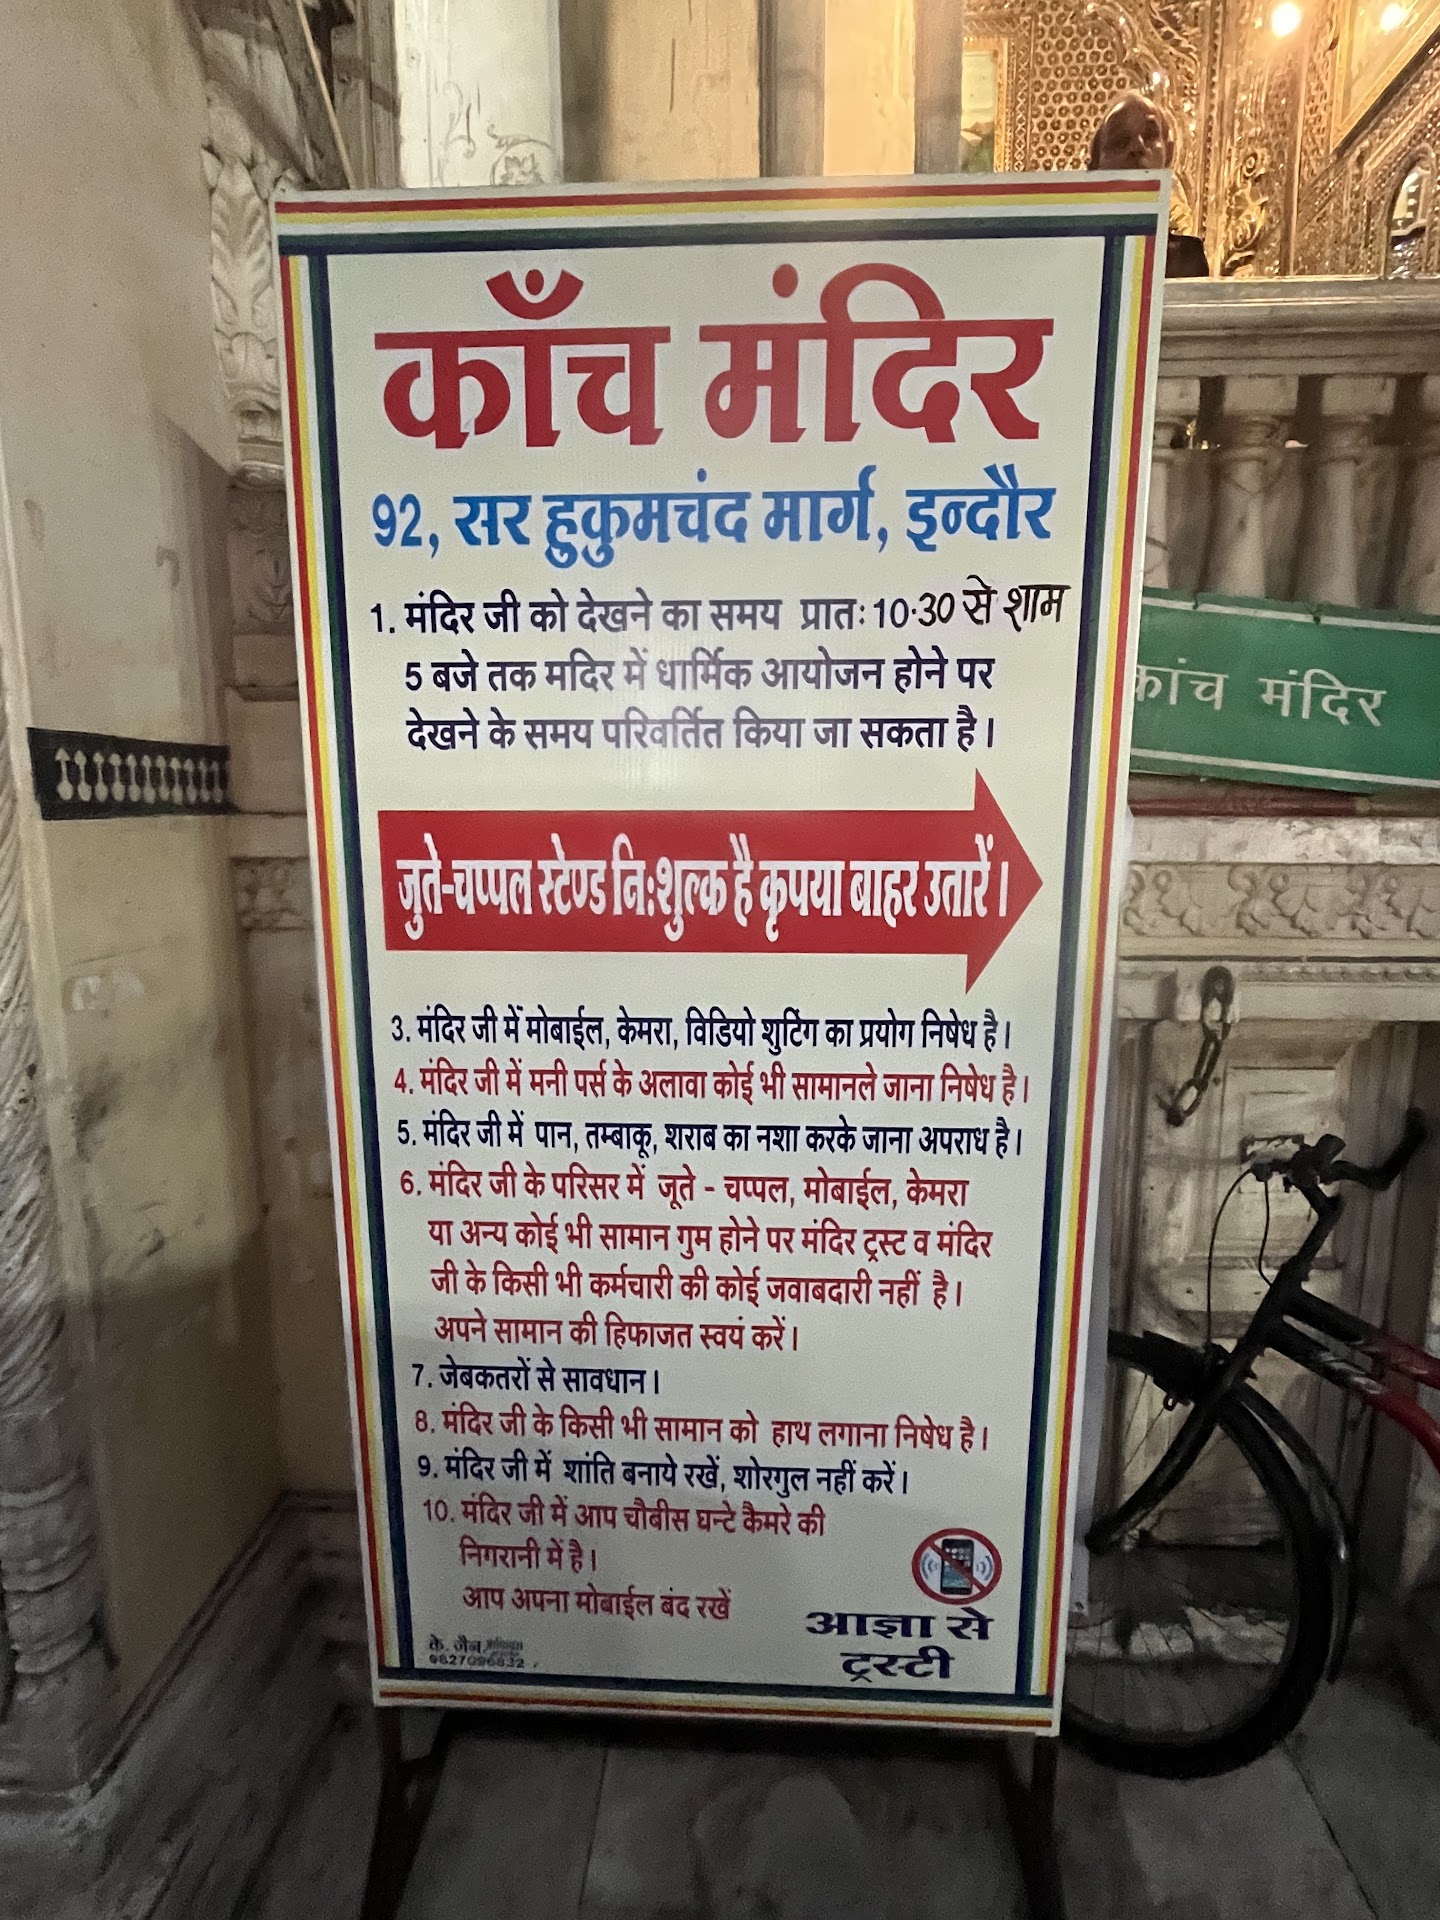 काँच मंदिर
92, सर हुकुमचंद मार्ग, इन्दौर
1. मंदिर जी को देखने का समय प्रातः 10·30 से शाम
5 बजे तक मदिर में धार्मिक आयोजन होने पर
देखने के समय परिवर्तित किया जा सकता है।
कांच मंदिर
जुते-चप्पल स्टेण्ड निःशुल्क है कृपया बाहर उतारें।
3. मंदिर जी में मोबाईल, केमरा, विडियो शुटिंग का प्रयोग निषेध है।
4. मंदिर जी में मनी पर्स के अलावा कोई भी सामानले जाना निषेध है।
5. मंदिर जी में पान, तम्बाकू, शराब का नशा करके जाना अपराध है।
6. मंदिर जी के परिसर में जूते - चप्पल, मोबाईल, केमरा
या अन्य कोई भी सामान गुम होने पर मंदिर ट्रस्ट व मंदिर
जी के किसी भी कर्मचारी की कोई जवाबदारी नहीं है।
अपने सामान की हिफाजत स्वयं करें।
7. जेबकतरों से सावधान।
8. मंदिर जी के किसी भी सामान को हाथ लगाना निषेध है।
9. मंदिर जी में शांति बनाये रखें, शोरगुल नहीं करें।
10. मंदिर जी में आप चौबीस घन्टे कैमरे की
निगरानी में है।
आप अपना मोबाईल बंद रखें
आज्ञा से
ट्रस्टी
के. जैन